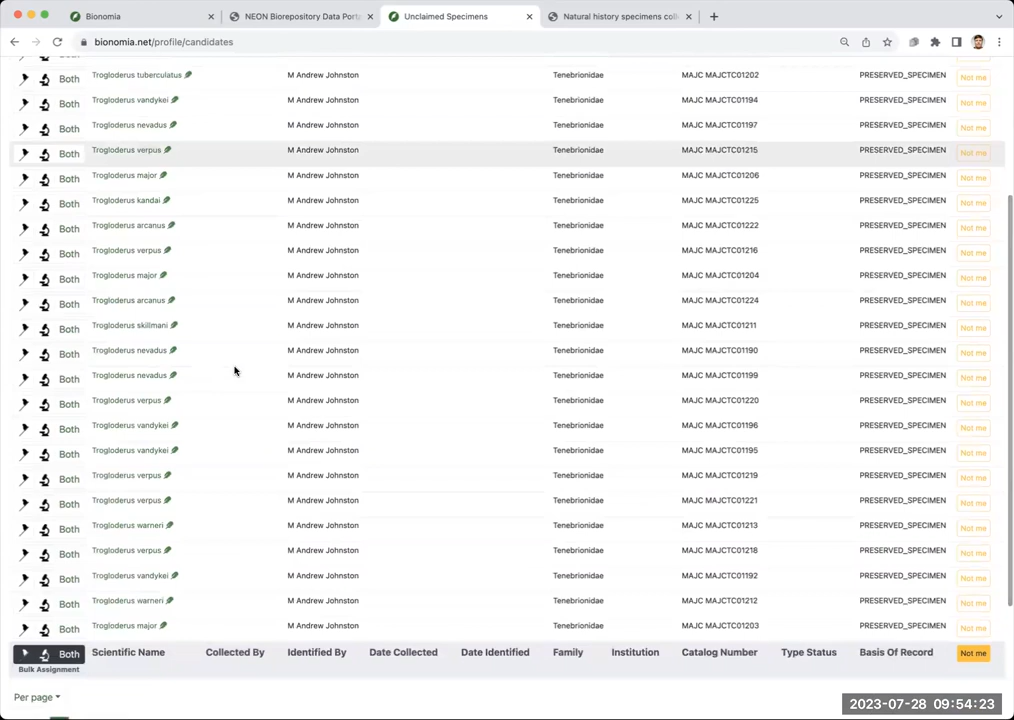 Bionomia
NEON Biorepository Data Porta
Unclaimed Specimens
Natural history specimens coll
bionomia.net/profile/candidates
Both
Both Trogloderus tuberculatus M Andrew Johnston Tenebrionidae MAJC MAJCTC01202 PRESERVED_SPECIMEN Not me
Both Trogloderus vandykei M Andrew Johnston Tenebrionidae MAJC MAJCTC01194 PRESERVED_SPECIMEN Not me
Both Trogloderus nevadus M Andrew Johnston Tenebrionidae MAJC MAJCTC01197 PRESERVED_SPECIMEN Not me
Both Trogloderus verpus M Andrew Johnston Tenebrionidae MAJC MAJCTC01215 PRESERVED_SPECIMEN Not me
Both Trogloderus major M Andrew Johnston Tenebrionidae MAJC MAJCTC01206 PRESERVED_SPECIMEN Not me
Both Trogloderus kandai M Andrew Johnston Tenebrionidae MAJC MAJCTC01225 PRESERVED_SPECIMEN Not me
Both Trogloderus arcanus M Andrew Johnston Tenebrionidae MAJC MAJCTC01222 PRESERVED_SPECIMEN Not me
Both Trogloderus verpus M Andrew Johnston Tenebrionidae MAJC MAJCTC01216 PRESERVED_SPECIMEN Not me
Both Trogloderus major M Andrew Johnston Tenebrionidae MAJC MAJCTC01204 PRESERVED_SPECIMEN Not me
Both Trogloderus arcanus M Andrew Johnston Tenebrionidae MAJC MAJCTC01224 PRESERVED_SPECIMEN Not me
Both Trogloderus skillmani M Andrew Johnston Tenebrionidae MAJC MAJCTC01211 PRESERVED_SPECIMEN Not me
Both Trogloderus nevadus M Andrew Johnston Tenebrionidae MAJC MAJCTC01190 PRESERVED_SPECIMEN Not me
Both Trogloderus nevadus M Andrew Johnston Tenebrionidae MAJC MAJCTC01199 PRESERVED_SPECIMEN Not me
Both Trogloderus verpus M Andrew Johnston Tenebrionidae MAJC MAJCTC01220 PRESERVED_SPECIMEN Not me
Both Trogloderus vandykei M Andrew Johnston Tenebrionidae MAJC MAJCTC01196 PRESERVED_SPECIMEN Not me
Both Trogloderus vandykei M Andrew Johnston Tenebrionidae MAJC MAJCTC01195 PRESERVED_SPECIMEN Not me
Both Trogloderus verpus M Andrew Johnston Tenebrionidae MAJC MAJCTC01219 PRESERVED_SPECIMEN Not me
Both Trogloderus verpus M Andrew Johnston Tenebrionidae MAJC MAJCTC01221 PRESERVED_SPECIMEN Not me
Both Trogloderus warneri M Andrew Johnston Tenebrionidae MAJC MAJCTC01213 PRESERVED_SPECIMEN Not me
Both Trogloderus verpus M Andrew Johnston Tenebrionidae MAJC MAJCTC01218 PRESERVED_SPECIMEN Not me
Both Trogloderus vandykei M Andrew Johnston Tenebrionidae MAJC MAJCTC01192 PRESERVED_SPECIMEN Not me
Both Trogloderus warneri M Andrew Johnston Tenebrionidae MAJC MAJCTC01212 PRESERVED_SPECIMEN Not me
Both Trogloderus major M Andrew Johnston Tenebrionidae MAJC MAJCTC01203 PRESERVED_SPECIMEN Not me
Both Scientific Name Collected By Identified By Date Collected Date Identified Family Institution Catalog Number Type Status Basis Of Record Not me
Bulk Assignment
Per page
2023-07-28 09:54:23